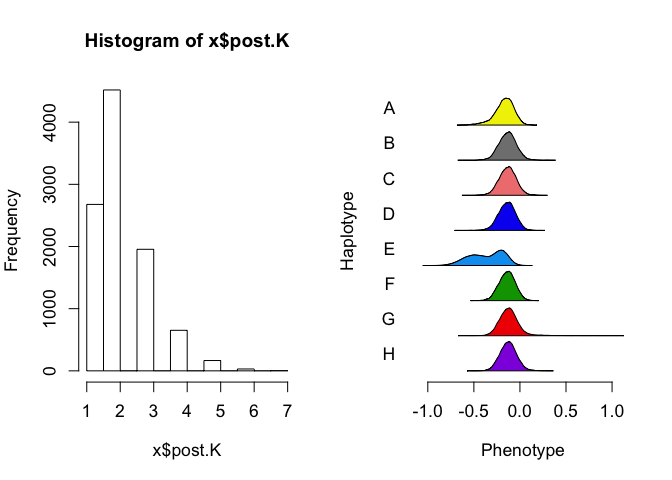 Histogram of x$post.K
Frequency
0
1000
2000
3000
4000
1 2 3 4 5 6 7
x$post.K
Haplotype
A
B
C
D
E
F
G
H
-1.0 -0.5 0.0 0.5 1.0
Phenotype